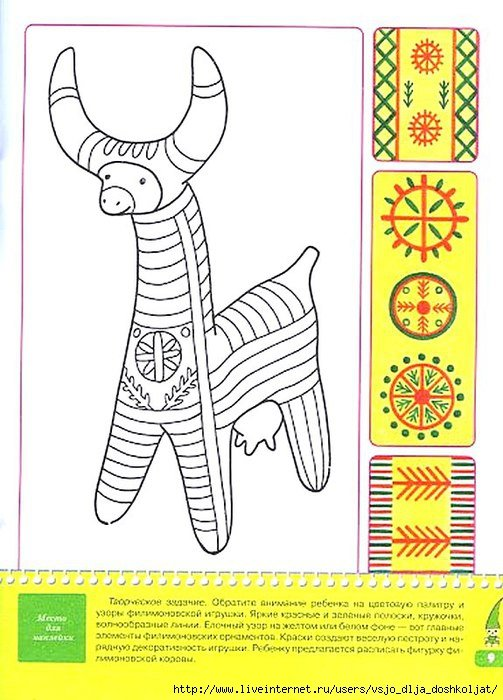 Место
для
наклейки
Творческое задание. Обратите внимание ребенка на цветовую палитру и
узоры филимоновской игрушки. Яркие красные и зеленые полоски, кружочки,
волнообразные линии. Елочный узор на желтом или белом фоне — вот главные
элементы филимоновских орнаментов. Краски создают веселую пестроту и на-
рядную декоративность игрушки. Ребенку предлагается расписать фигурку фи-
лимоновской коровы.
9
http://www.liveinternet.ru/users/vsjo_dlja_doshkoljat/